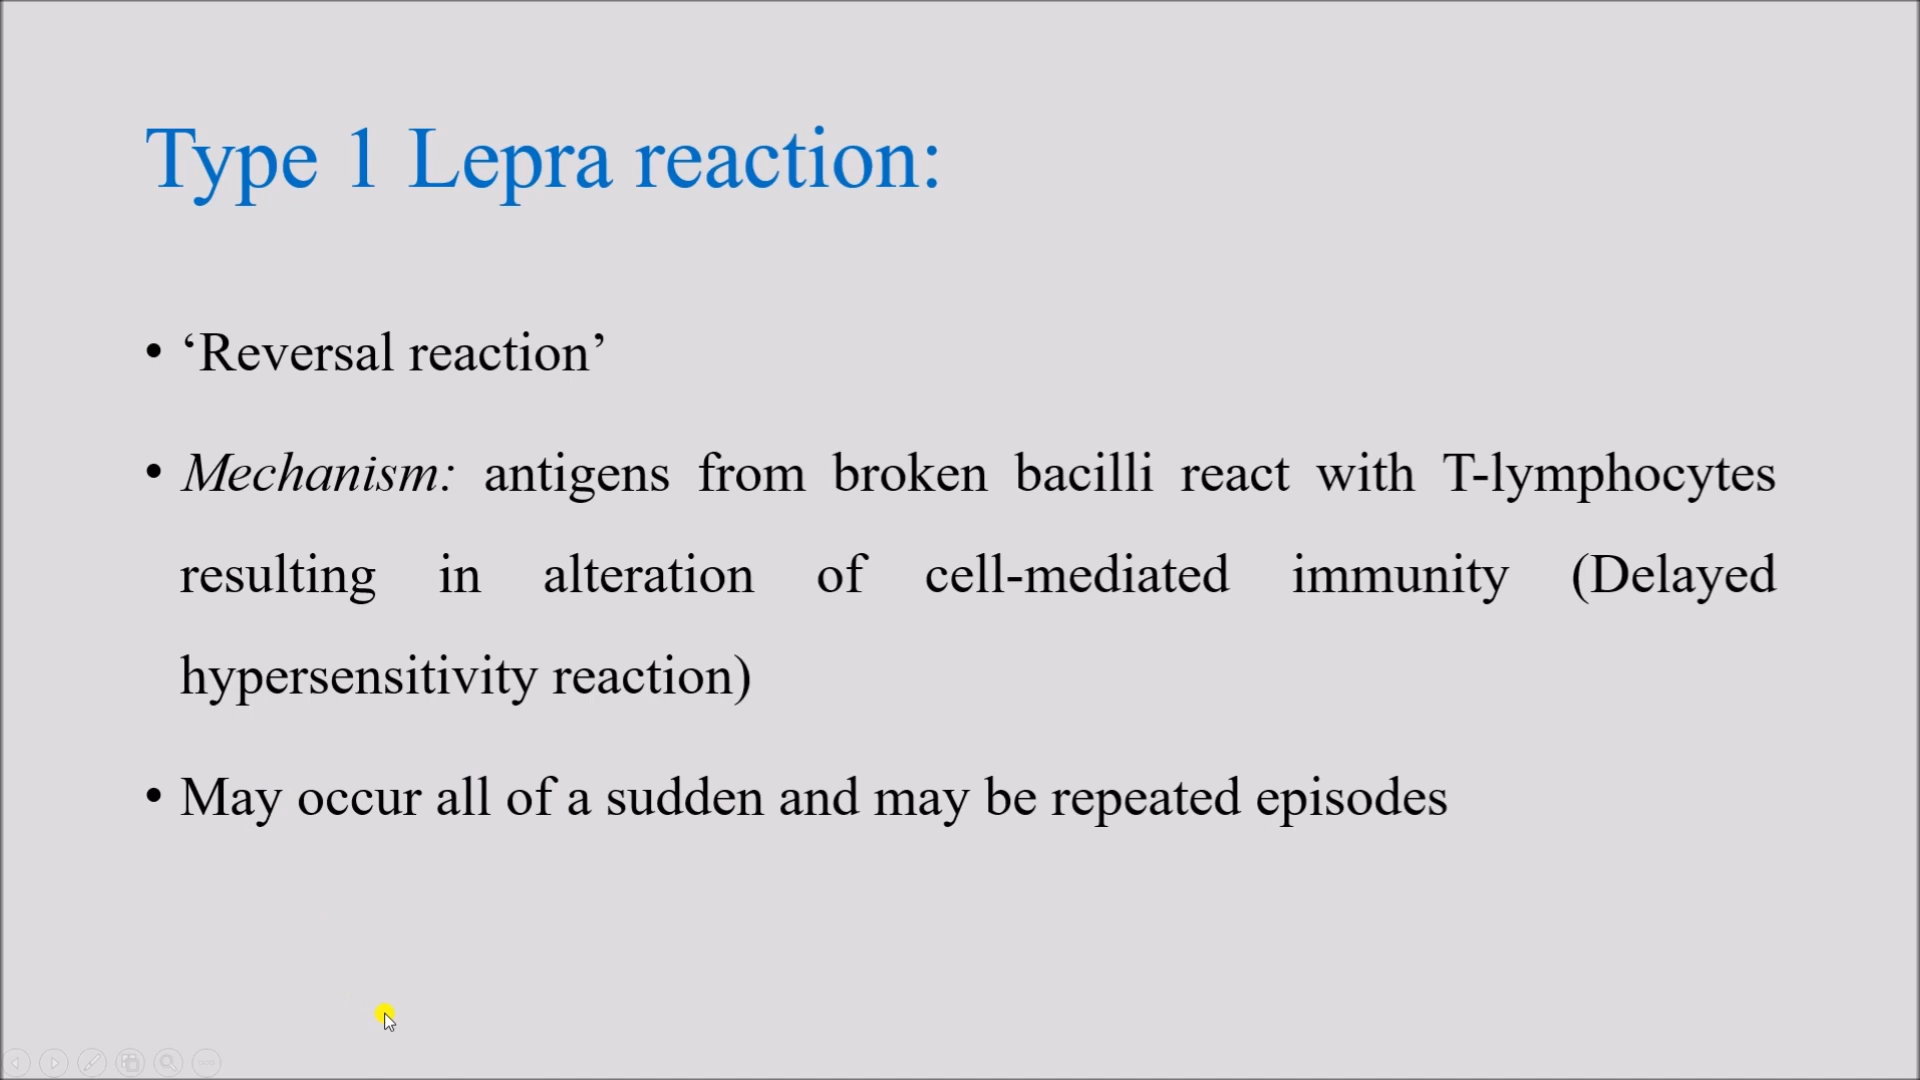 Type 1 Lepra reaction:
• ‘Reversal reaction’
• Mechanism: antigens from broken bacilli react with T-lymphocytes
resulting in alteration of cell-mediated immunity (Delayed
hypersensitivity reaction)
• May occur all of a sudden and may be repeated episodes